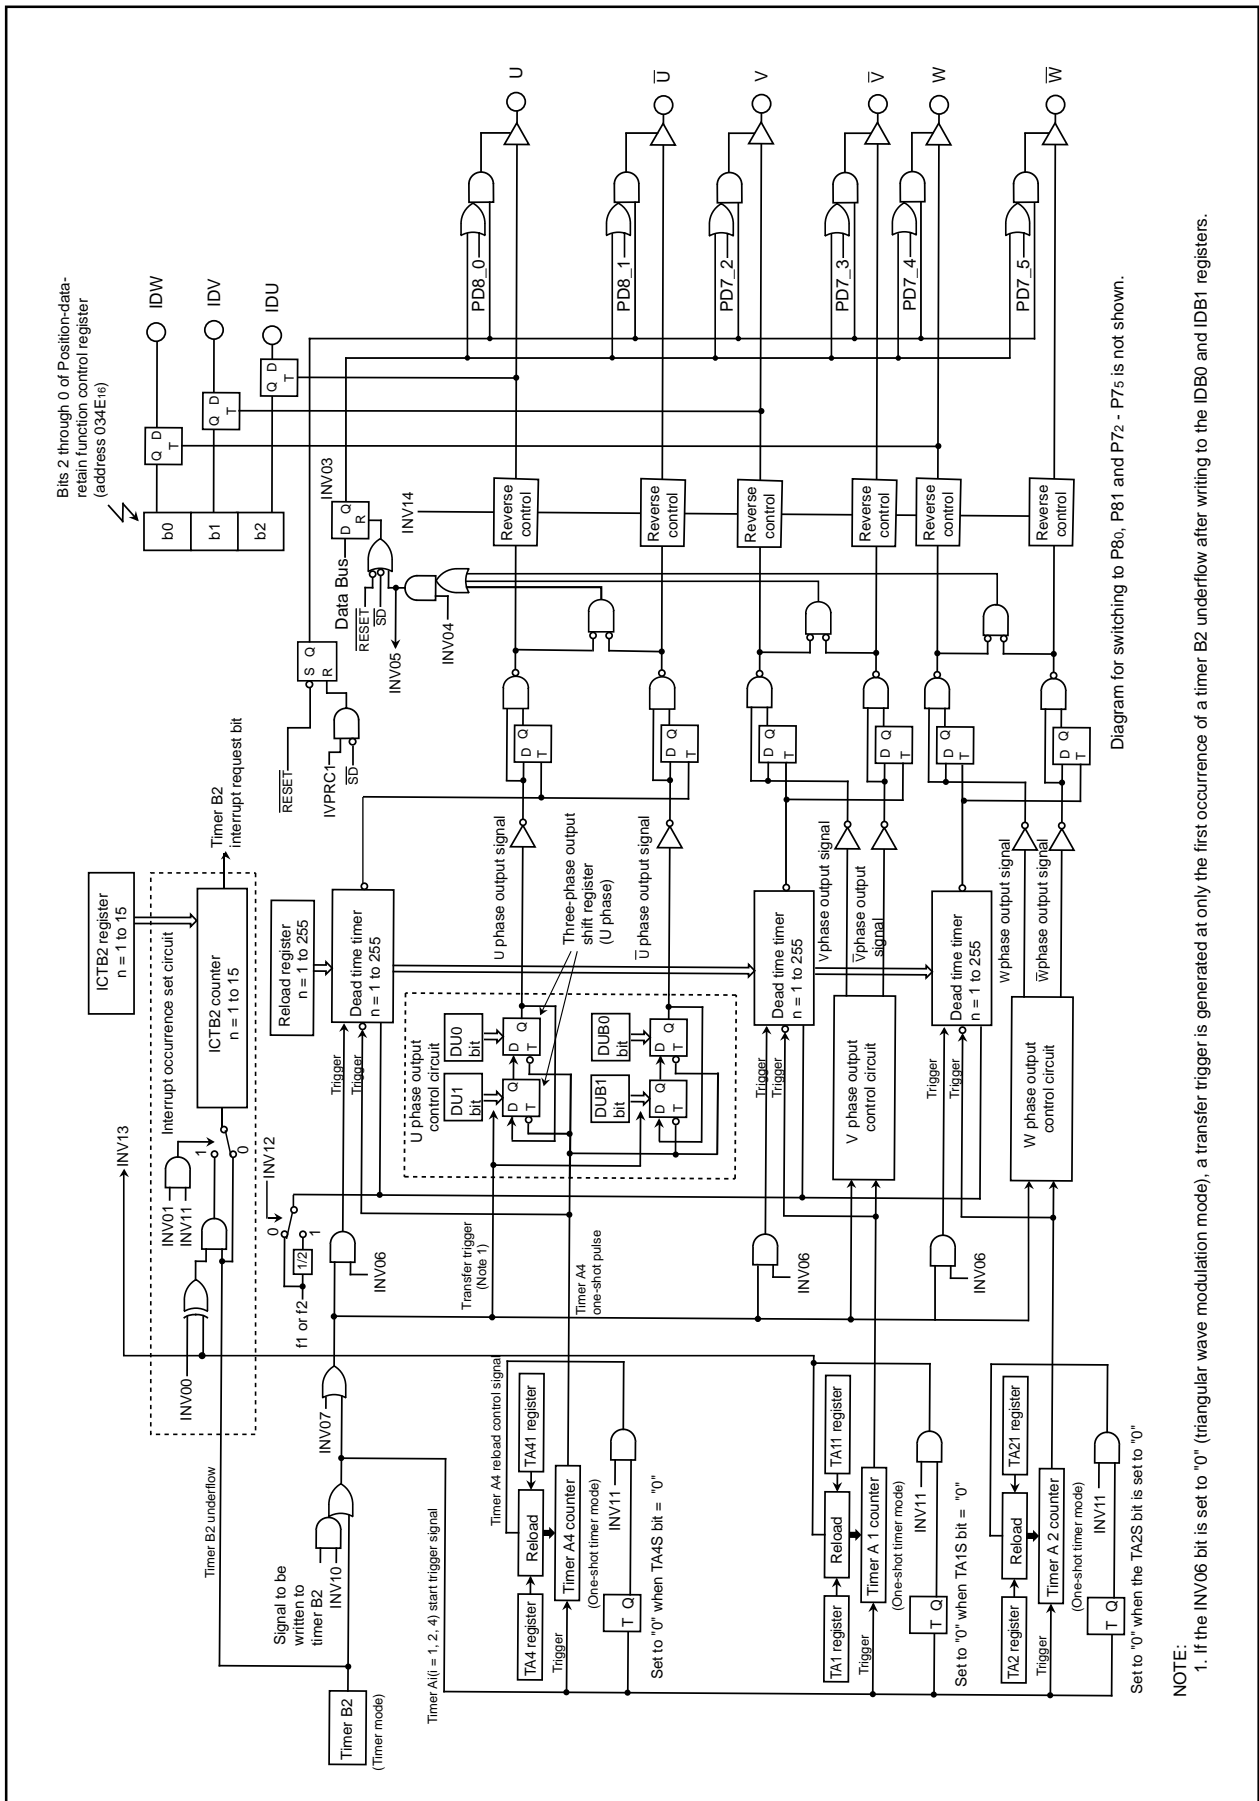 Bits 2 through 0 of Position-data-
retain function control register
(address 034E16)
b0
b1
b2
Q D
T
Q D
T
Q D
T
IDW
IDV
IDU
RESET
IVPRC1
SD
S Q
R
Data Bus
RESET
SD
D Q
R
INV03
INV14
INV05
INV04
ICTB2 register
n = 1 to 15
Interrupt occurrence set circuit
ICTB2 counter
n = 1 to 15
Timer B2
interrupt request bit
INV13
INV01
INV11
1
0
INV00
Timer B2 underflow
INV12
0
1
1/2
f1 or f2
Reload register
n = 1 to 255
Trigger
Trigger
Dead time timer
n = 1 to 255
INV06
INV07
Signal to be
written to
timer B2
INV10
Timer B2
(Timer mode)
Timer Ai(i = 1, 2, 4) start trigger signal
Transfer trigger
(Note 1)
Timer A4
one-shot pulse
U phase output
control circuit
DU1
bit
DU0
bit
D Q
T
D Q
T
DUB1
bit
DUB0
bit
D Q
T
D Q
T
U phase output signal
Three-phase output
shift register
(U phase)
U phase output signal
D Q
T
D Q
T
Reverse
control
Reverse
control
PD8_0
U
PD8_1
U̅
Timer A4 reload control signal
TA4 register
Reload
TA41 register
Trigger
Timer A4 counter
(One-shot timer mode)
T Q
INV11
Set to "0" when TA4S bit = "0"
INV06
Trigger
Trigger
Dead time timer
n = 1 to 255
V phase output
control circuit
Vphase output signal
V̅phase output
signal
D Q
T
D Q
T
Reverse
control
Reverse
control
PD7_2
V
PD7_3
V̅
TA1 register
Reload
TA11 register
Trigger
Timer A 1 counter
(One-shot timer mode)
T Q
INV11
Set to "0" when TA1S bit = "0"
INV06
Trigger
Trigger
Dead time timer
n = 1 to 255
W phase output
control circuit
Wphase output signal
W̅phase output signal
D Q
T
D Q
T
Reverse
control
Reverse
control
PD7_4
W
PD7_5
W̅
TA2 register
Reload
TA21 register
Trigger
Timer A 2 counter
(One-shot timer mode)
T Q
INV11
Set to "0" when the TA2S bit is set to "0"
Diagram for switching to P80, P81 and P72 - P75 is not shown.
NOTE:
1. If the INV06 bit is set to "0" (triangular wave modulation mode), a transfer trigger is generated at only the first occurrence of a timer B2 underflow after writing to the IDB0 and IDB1 registers.